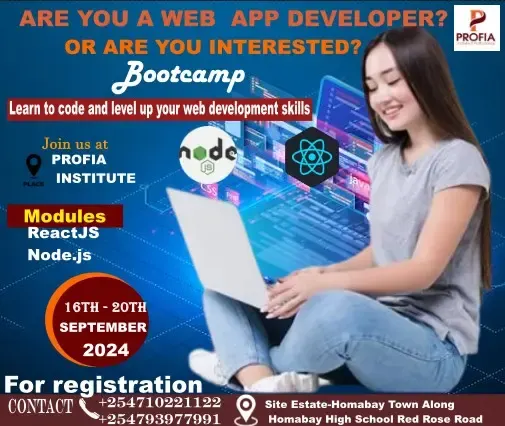 ARE YOU A WEB APP DEVELOPER?
OR ARE YOU INTERESTED?
PROFIA
Bootcamp
Learn to code and level up your web development skills
Join us at
PROFIA
INSTITUTE
PLACE
node
JS
Modules
ReactJS
Node.js
16TH - 20TH
SEPTEMBER
2024
For registration
CONTACT
+254710221122
+254793977991
Site Estate-Homabay Town Along
Homabay High School Red Rose Road